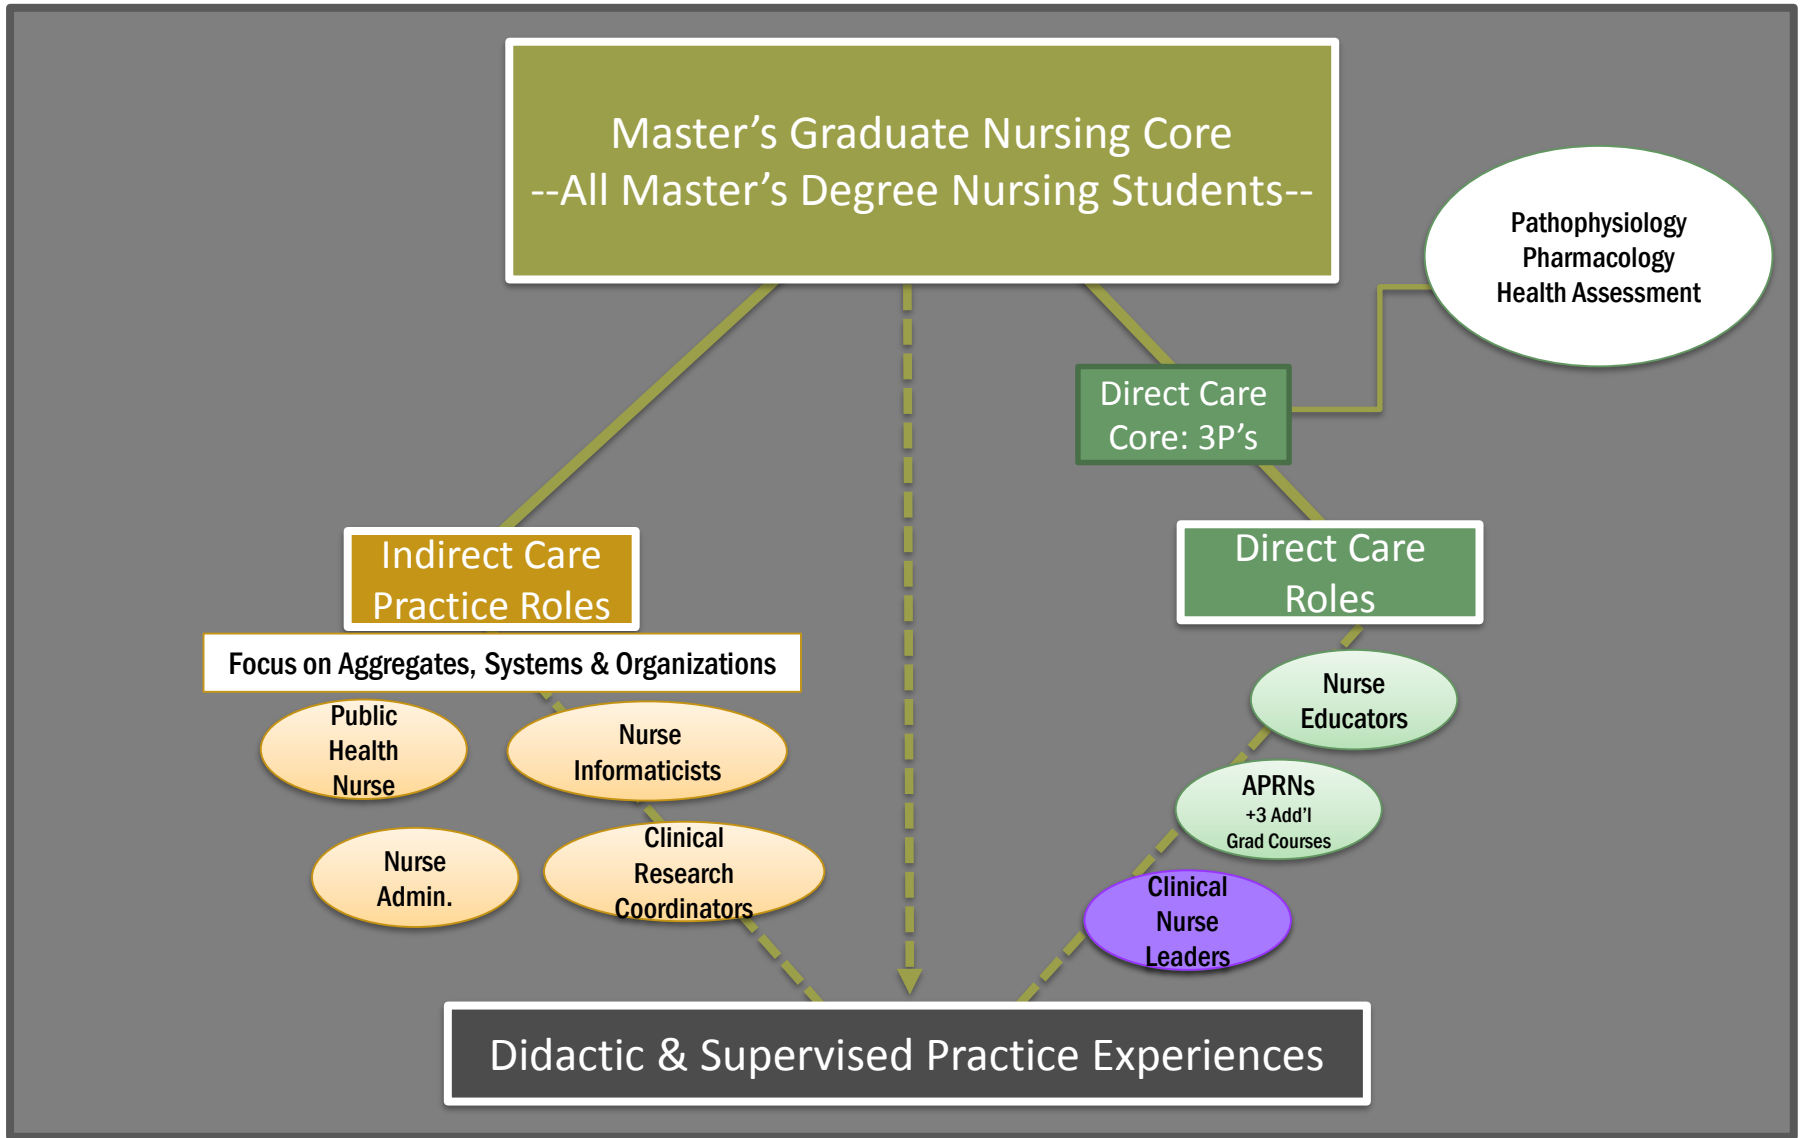 Master’s Graduate Nursing Core
--All Master’s Degree Nursing Students--
Pathophysiology
Pharmacology
Health Assessment
Direct Care
Core: 3P’s
Indirect Care
Practice Roles
Direct Care
Roles
Focus on Aggregates, Systems & Organizations
Public
Health
Nurse
Nurse
Informaticists
Nurse
Admin.
Clinical
Research
Coordinators
Nurse
Educators
APRNs
+3 Add’l
Grad Courses
Clinical
Nurse
Leaders
Didactic & Supervised Practice Experiences